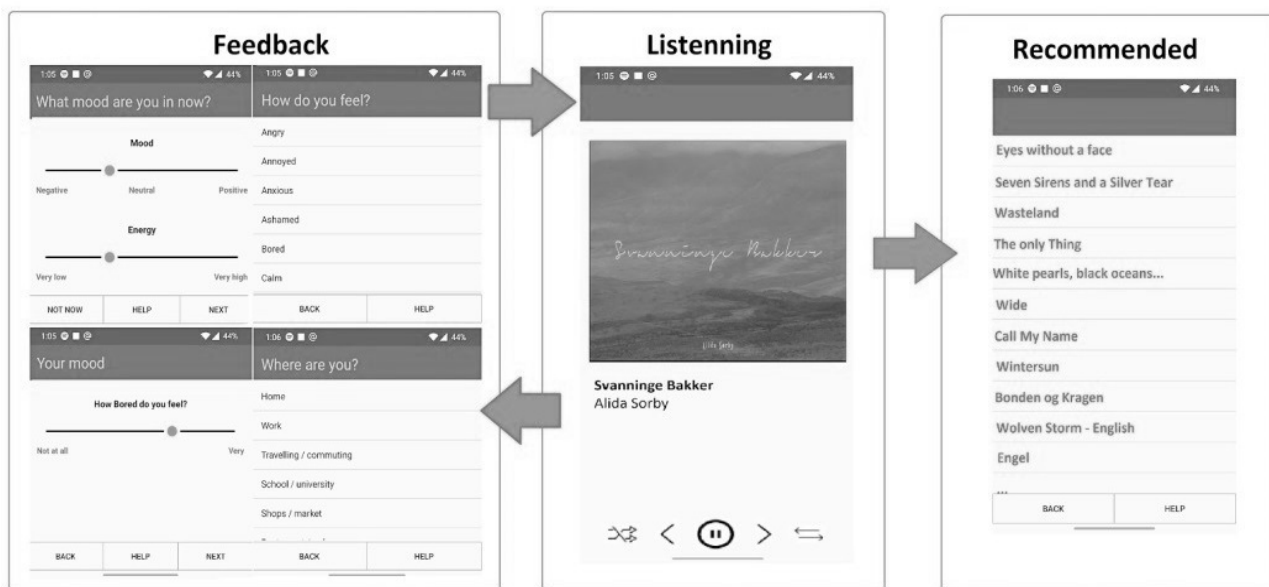 Feedback
1:05 44%
What mood are you in now?
Mood
Negative Neutral Positive
Energy
Very low Very high
NOT NOW HELP NEXT
1:05 44%
How do you feel?
Angry
Annoyed
Anxious
Ashamed
Bored
Calm
BACK HELP
1:05 44%
Your mood
How Bored do you feel?
Not at all Very
BACK HELP NEXT
1:06 44%
Where are you?
Home
Work
Travelling / commuting
School / university
Shops / market
BACK HELP
Listenning
1:05 44%
Svanninge Bakker
Alida Sorby
Svanninge Bakker
Alida Sorby
Recommended
1:06 44%
Eyes without a face
Seven Sirens and a Silver Tear
Wasteland
The only Thing
White pearls, black oceans...
Wide
Call My Name
Wintersun
Bonden og Kragen
Wolven Storm - English
Engel
...
BACK HELP